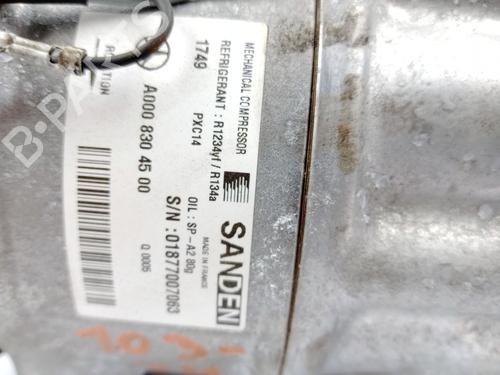 MECHANICAL COMPRESSOR
REFRIGERANT : R1234yf / R134a
1749 PXC14
SANDEN
MADE IN FRANCE
OIL : SP-A2 80g
S/N : 01877007063
A000 830 45 00
Q 0005